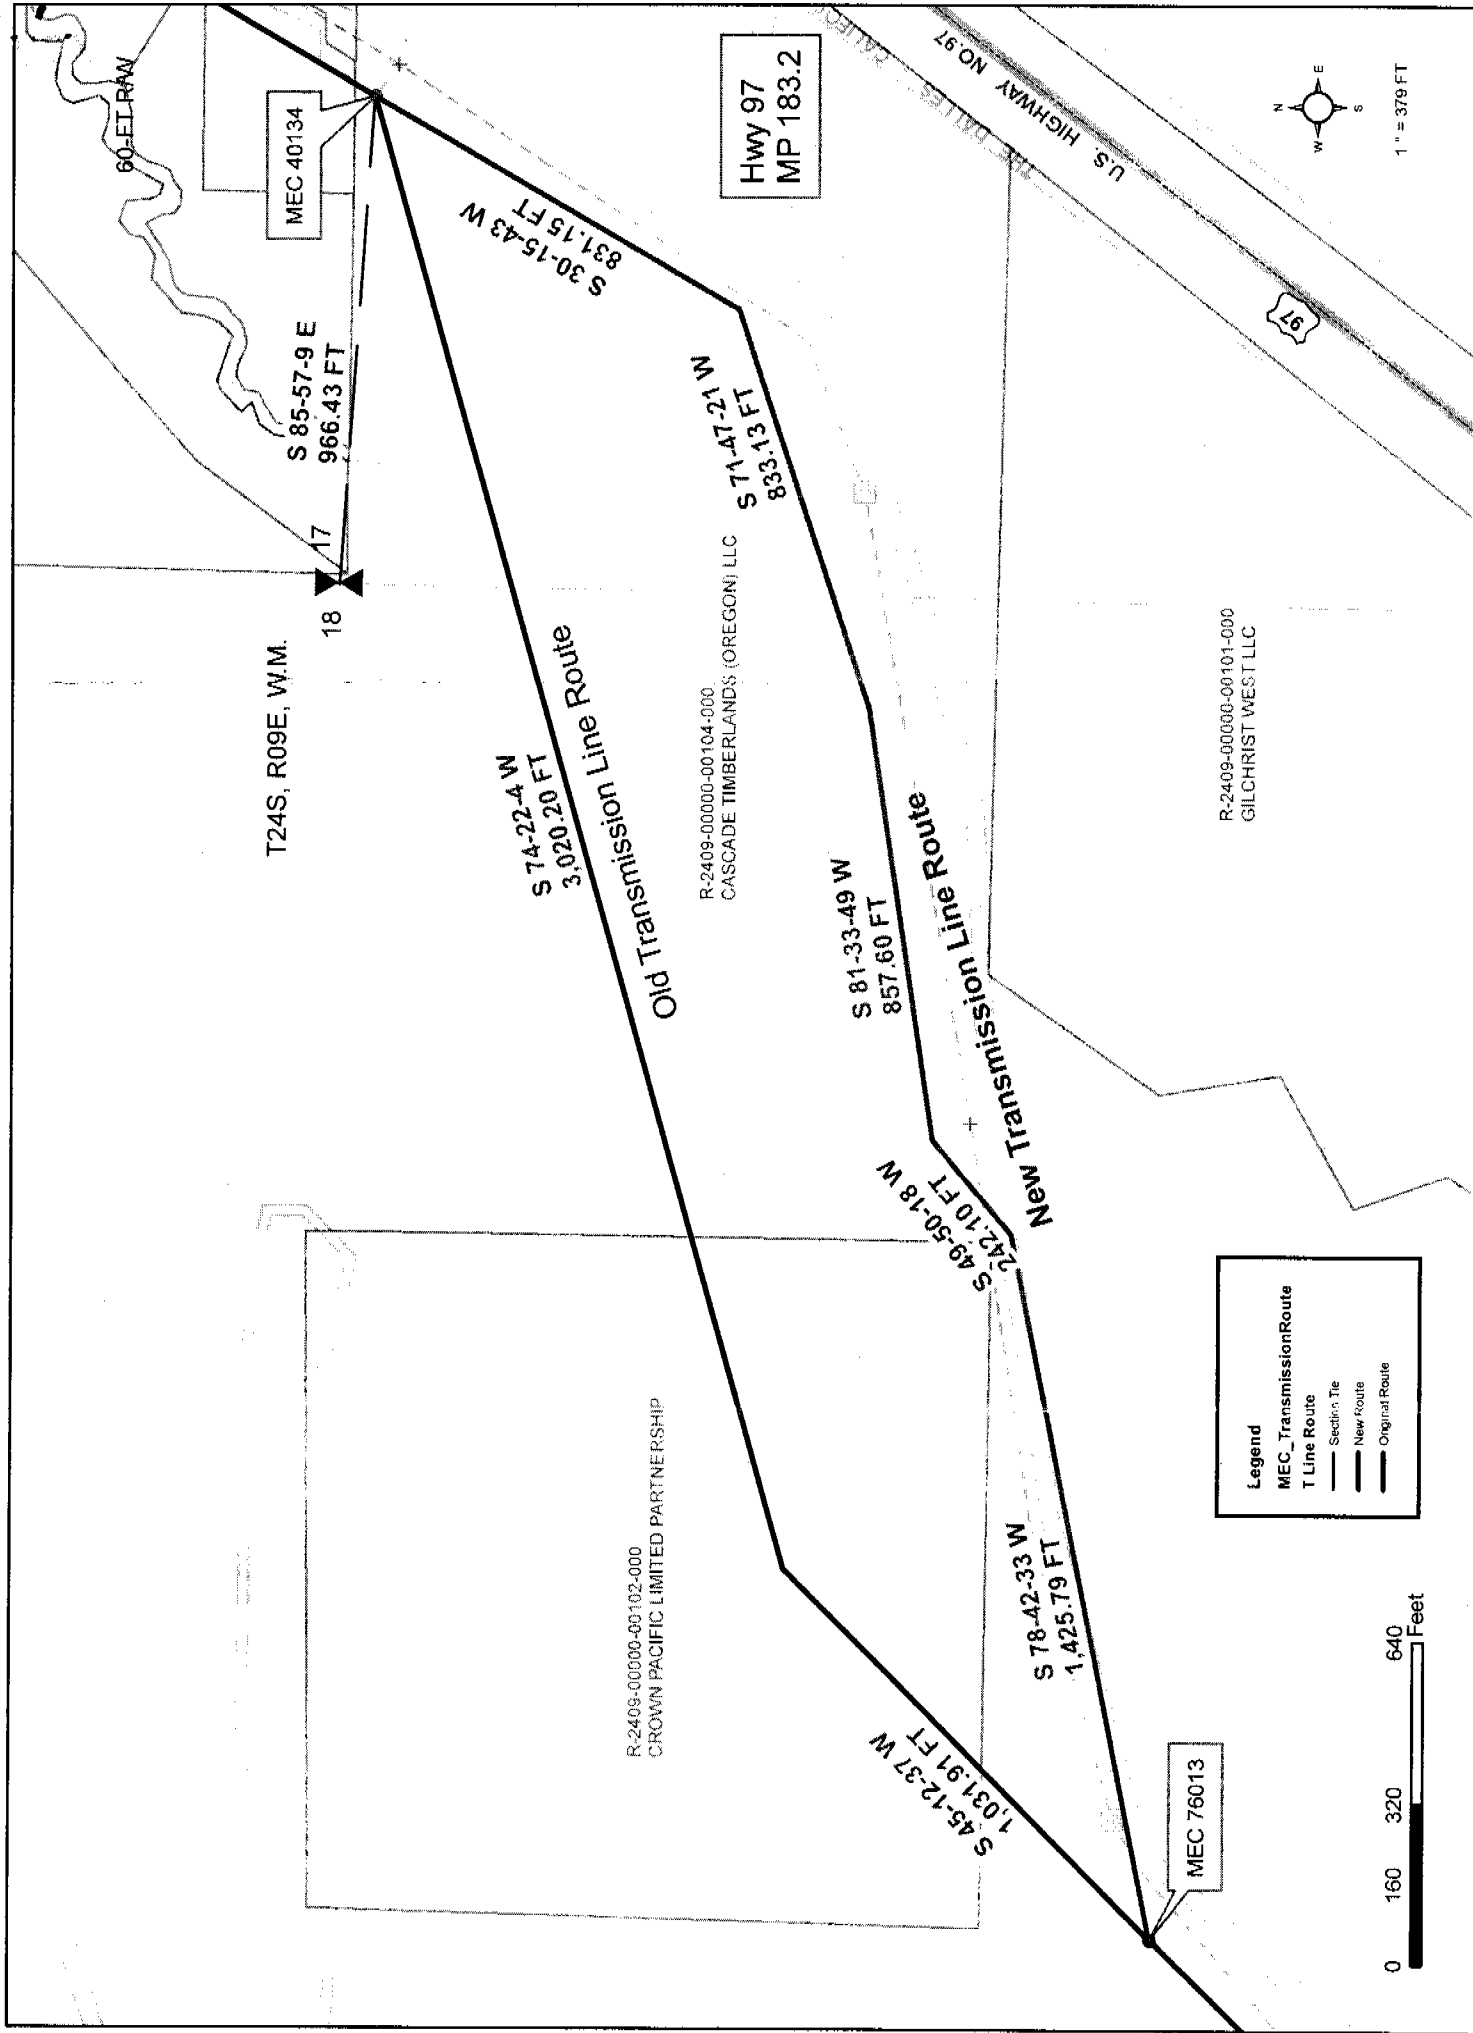 60-FT R/W
MEC 40134
S 85-57-9 E
966.43 FT
17
18
T24S, R09E, W.M.
S 30-15-43 W
831.15 FT
Hwy 97
MP 183.2
S 71-47-21 W
833.13 FT
S 74-22-4 W
3,020.20 FT
Old Transmission Line Route
R-2409-00000-00104-000
CASCADE TIMBERLANDS (OREGON) LLC
S 81-33-49 W
857.60 FT
New Transmission Line Route
S 49-50-18 W
242.10 FT
R-2409-00000-00102-000
CROWN PACIFIC LIMITED PARTNERSHIP
S 45-12-37 W
1,031.91 FT
S 78-42-33 W
1,425.79 FT
MEC 76013
R-2409-00000-00101-000
GILCHRIST WEST LLC
THE DALLES - CALIFO
U.S. HIGHWAY NO.97
97
N
W
E
S
1 " = 379 FT
Legend
MEC_TransmissionRoute
T Line Route
Section Tie
New Route
Original Route
0 160 320 640
Feet